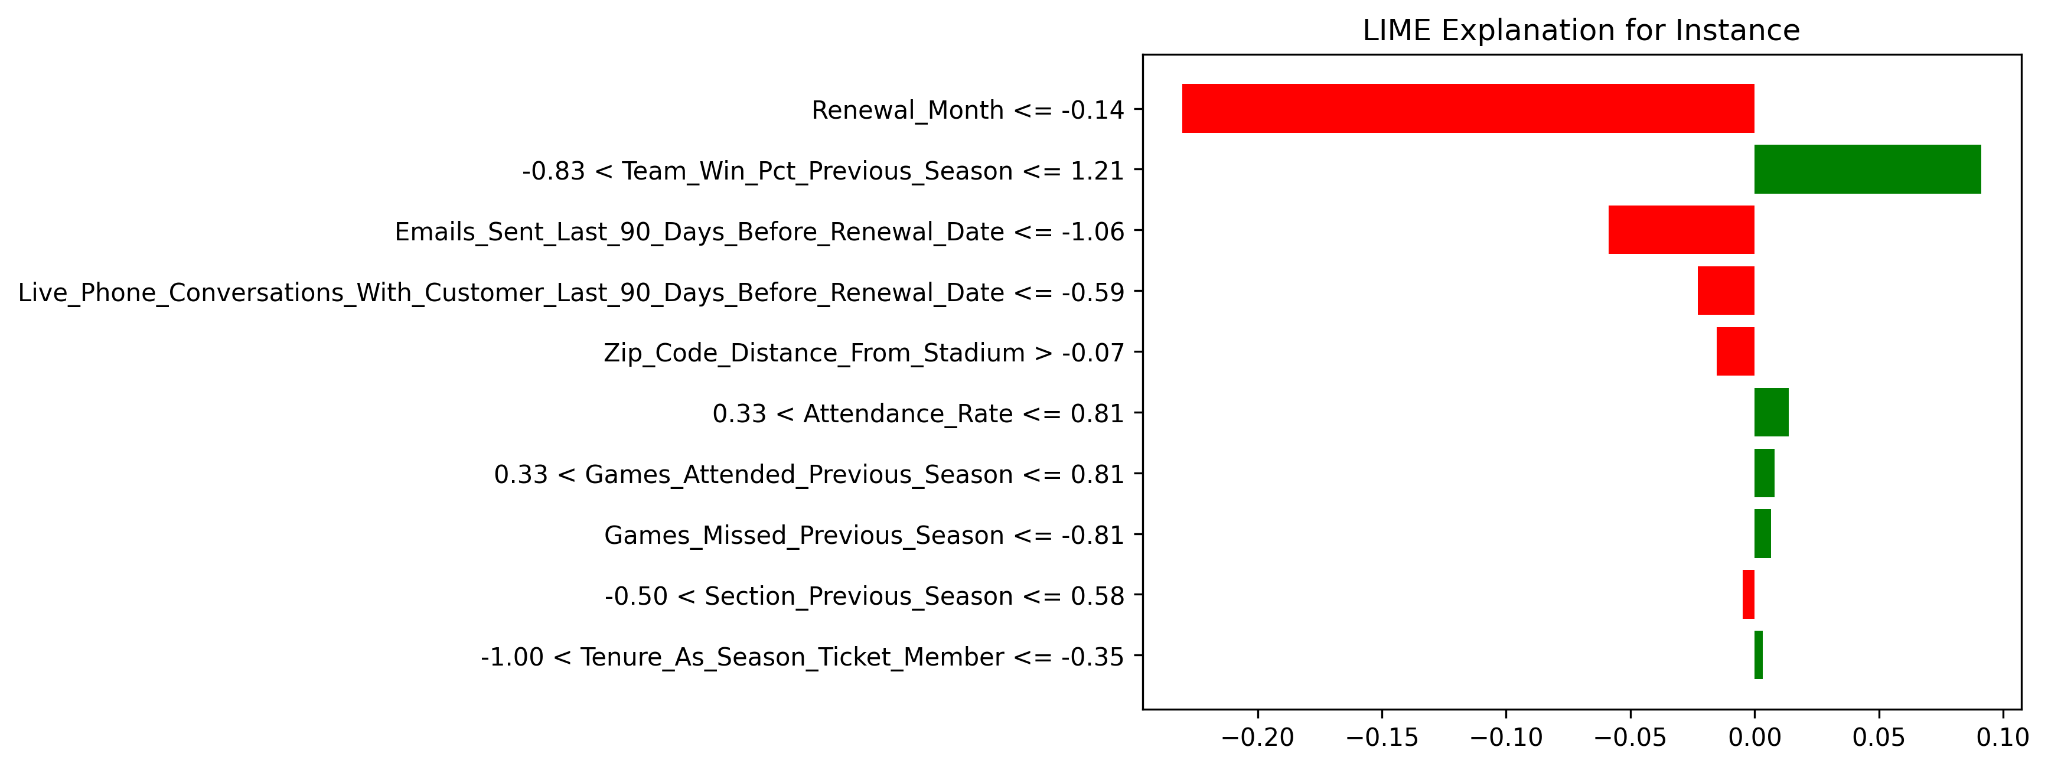 LIME Explanation for Instance
Renewal_Month <= -0.14
-0.83 < Team_Win_Pct_Previous_Season <= 1.21
Emails_Sent_Last_90_Days_Before_Renewal_Date <= -1.06
Live_Phone_Conversations_With_Customer_Last_90_Days_Before_Renewal_Date <= -0.59
Zip_Code_Distance_From_Stadium > -0.07
0.33 < Attendance_Rate <= 0.81
0.33 < Games_Attended_Previous_Season <= 0.81
Games_Missed_Previous_Season <= -0.81
-0.50 < Section_Previous_Season <= 0.58
-1.00 < Tenure_As_Season_Ticket_Member <= -0.35
−0.20 −0.15 −0.10 −0.05 0.00 0.05 0.10